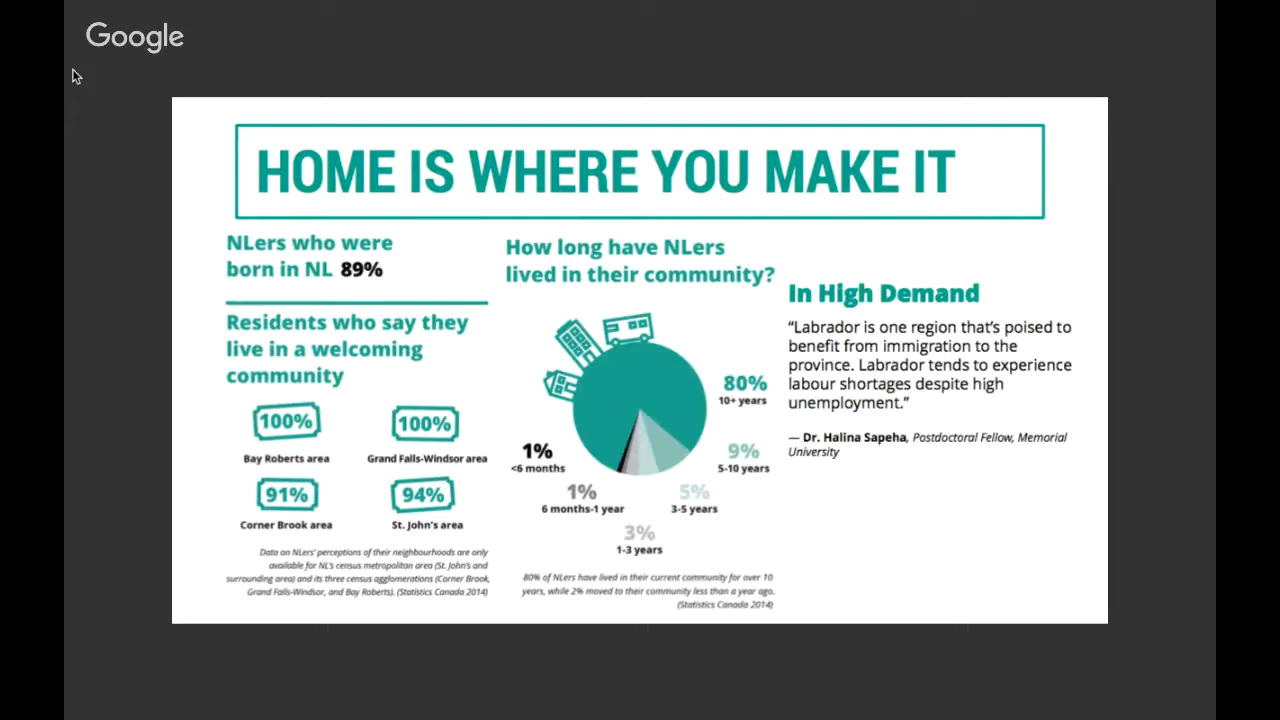 Google
HOME IS WHERE YOU MAKE IT
NLers who were
born in NL 89%
Residents who say they
live in a welcoming
community
100%
Bay Roberts area
100%
Grand Falls-Windsor area
91%
Corner Brook area
94%
St. John's area
Data on NLers' perceptions of their neighbourhoods are only
available for NL's census metropolitan area (St. John's and
surrounding area) and its three census agglomerations (Corner Brook,
Grand Falls-Windsor, and Bay Roberts). (Statistics Canada 2014)
How long have NLers
lived in their community?
80%
10+ years
9%
5-10 years
5%
3-5 years
3%
1-3 years
1%
6 months-1 year
1%
<6 months
80% of NLers have lived in their current community for over 10
years, while 2% moved to their community less than a year ago.
(Statistics Canada 2014)
In High Demand
“Labrador is one region that’s poised to
benefit from immigration to the
province. Labrador tends to experience
labour shortages despite high
unemployment.”
— Dr. Halina Sapeha, Postdoctoral Fellow, Memorial
University